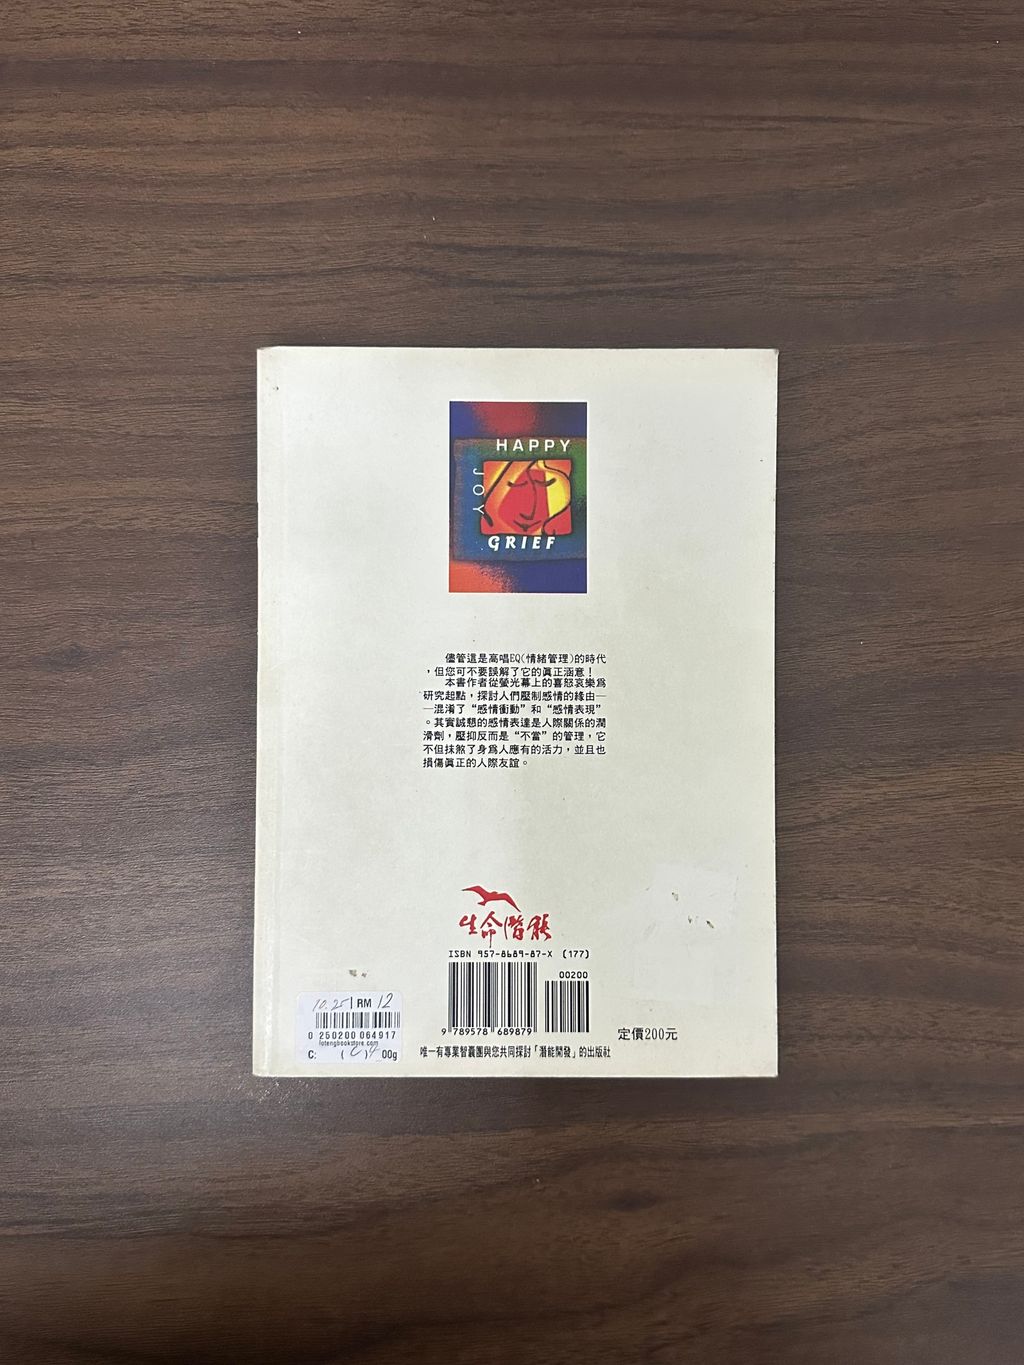 HAPPY
JOY
GRIEF
儘管這是高唱EQ(情緒管理)的時代
，但您可不要誤解了它的眞正涵意！
本書作者從螢光幕上的喜怒哀樂爲
研究起點，探討人們壓制感情的緣由—
—混淆了“感情衝動”和“感情表現”
。其實誠懇的感情表達是人際關係的潤
滑劑，壓抑反而是“不當”的管理，它
不但抹煞了身爲人應有的活力，並且也
損傷眞正的人際友誼。
生命潛能
ISBN 957-8689-87-X (177)
00200
9 789578 689879
定價200元
唯一有專業智囊團與您共同探討「潛能開發」的出版社
10.25 | RM 12
0 250200 064917
lotengbookstore.com
C: 00g